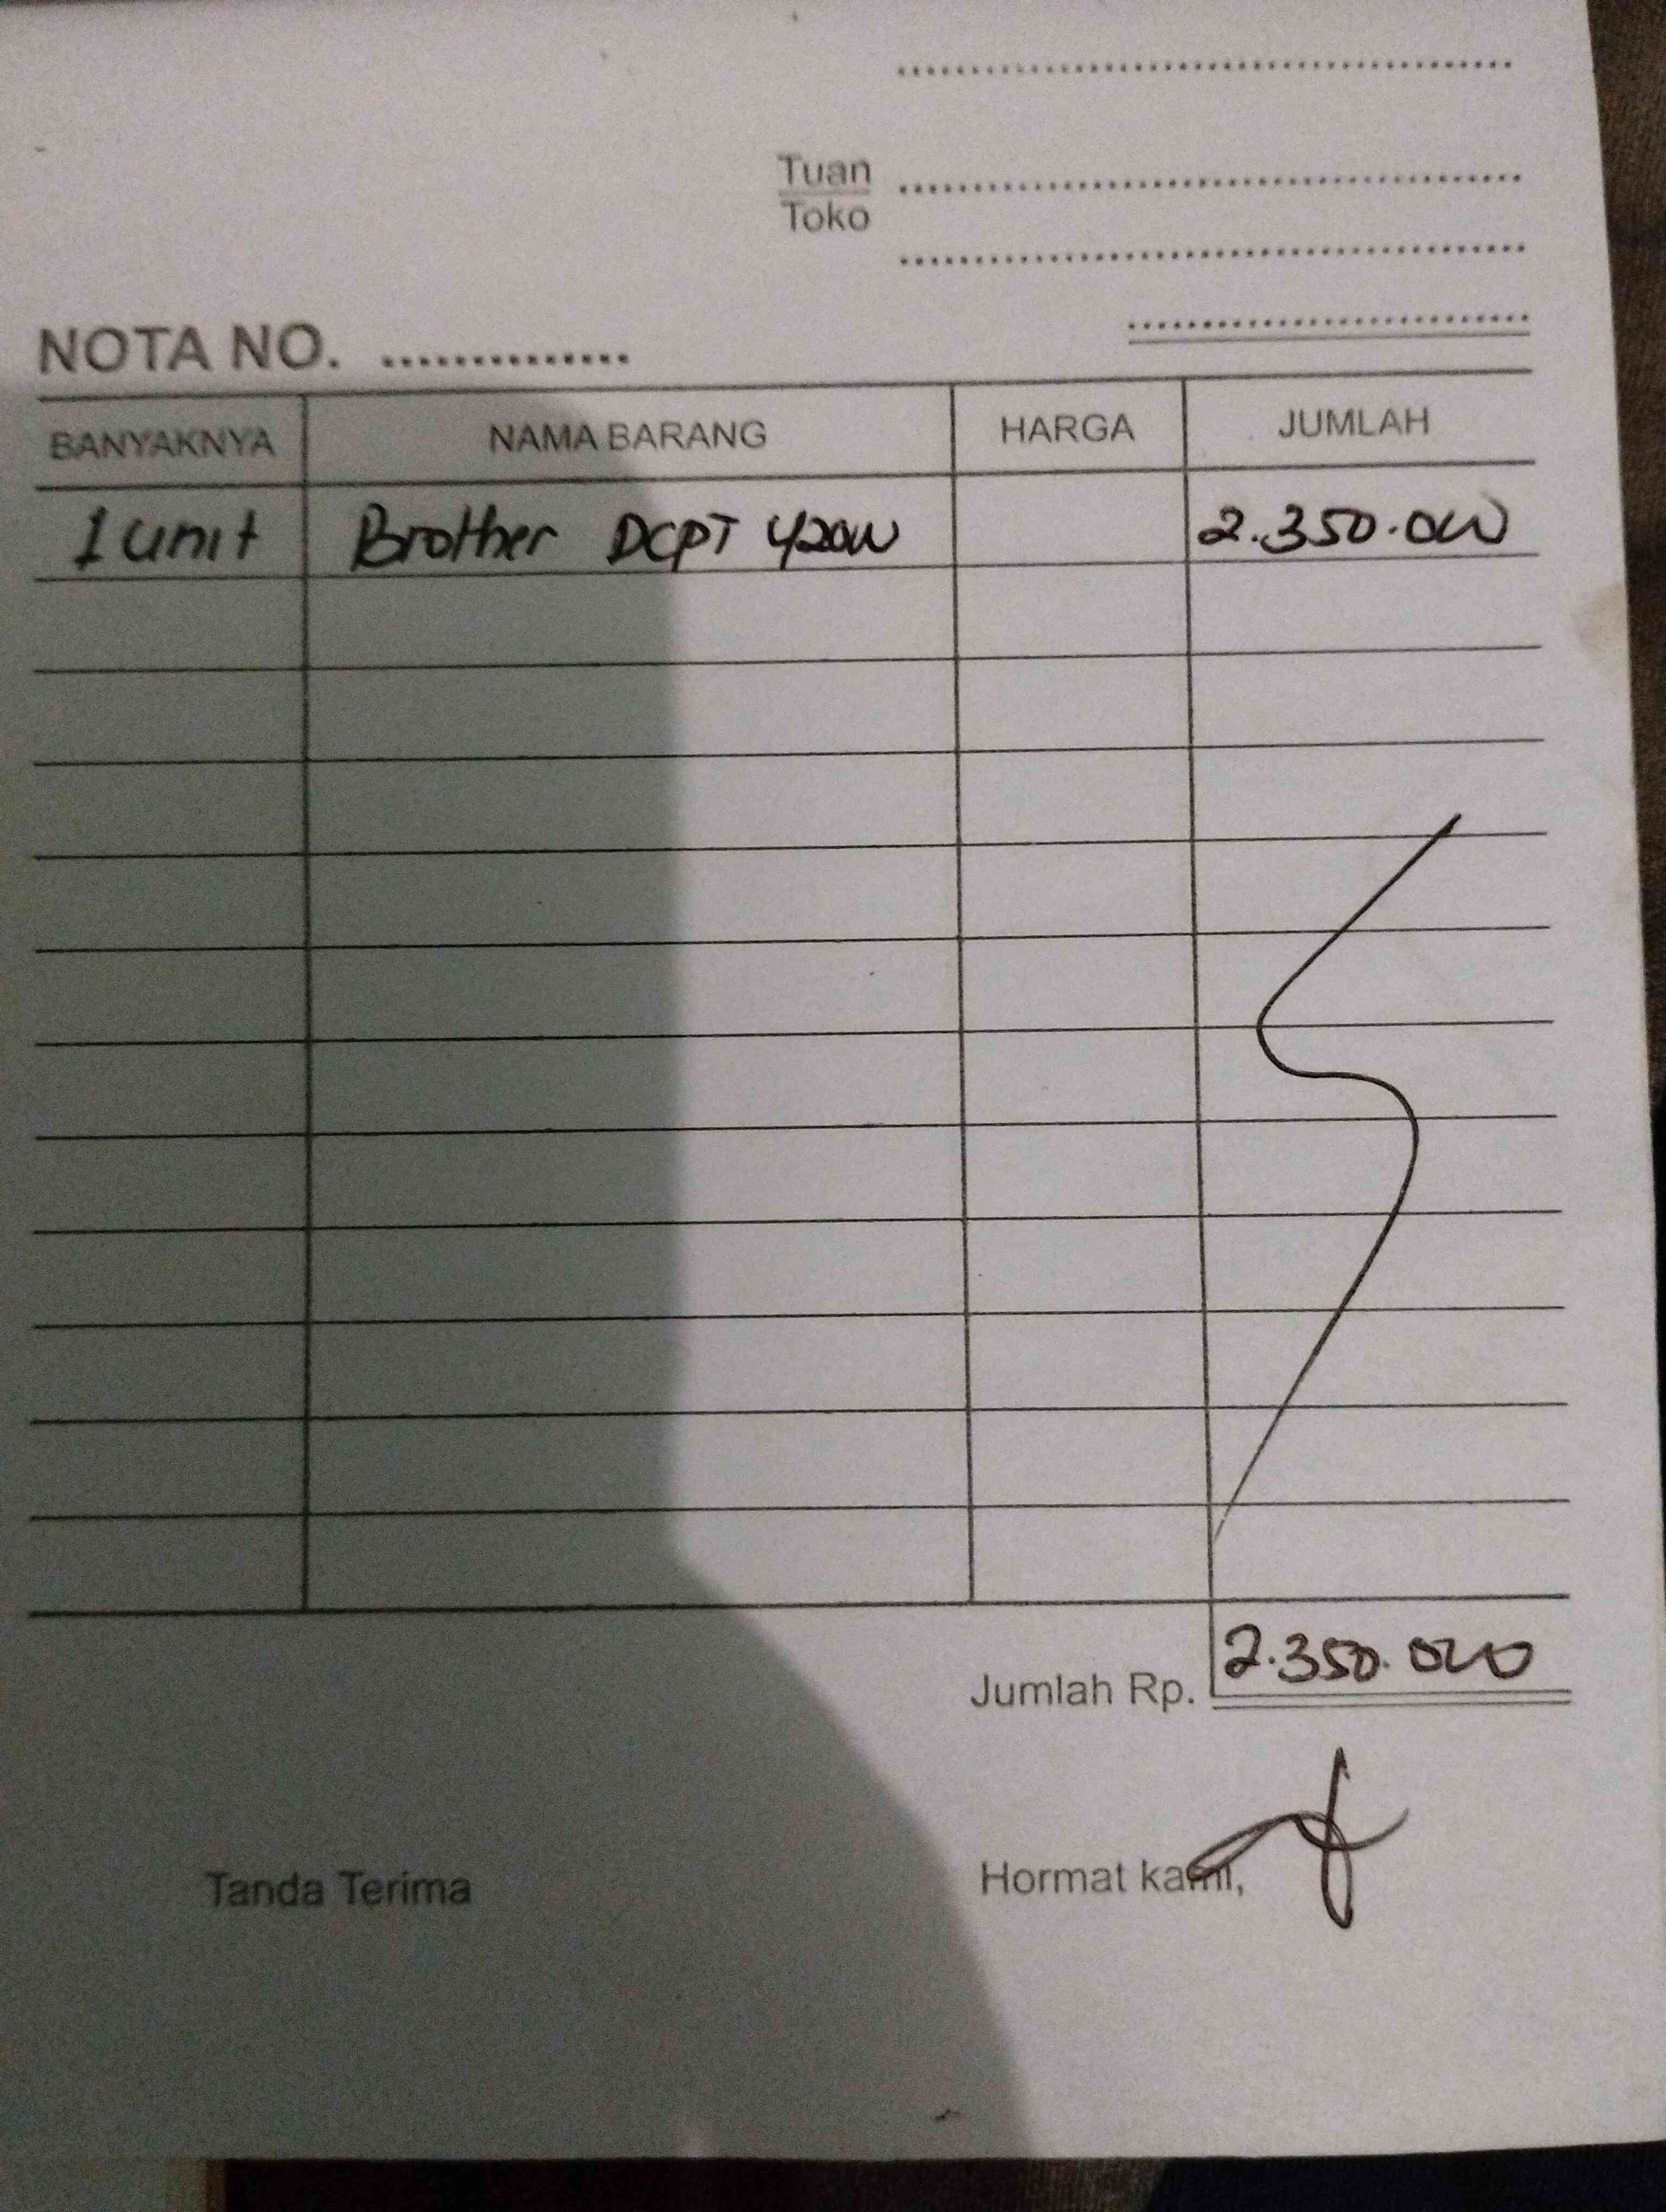 Tuan
Toko
NOTA NO. ..............
BANYAKNYA NAMA BARANG HARGA JUMLAH
1 unit Brother DCPT 420W 2.350.000
Jumlah Rp. 2.350.000
Tanda Terima Hormat kami,